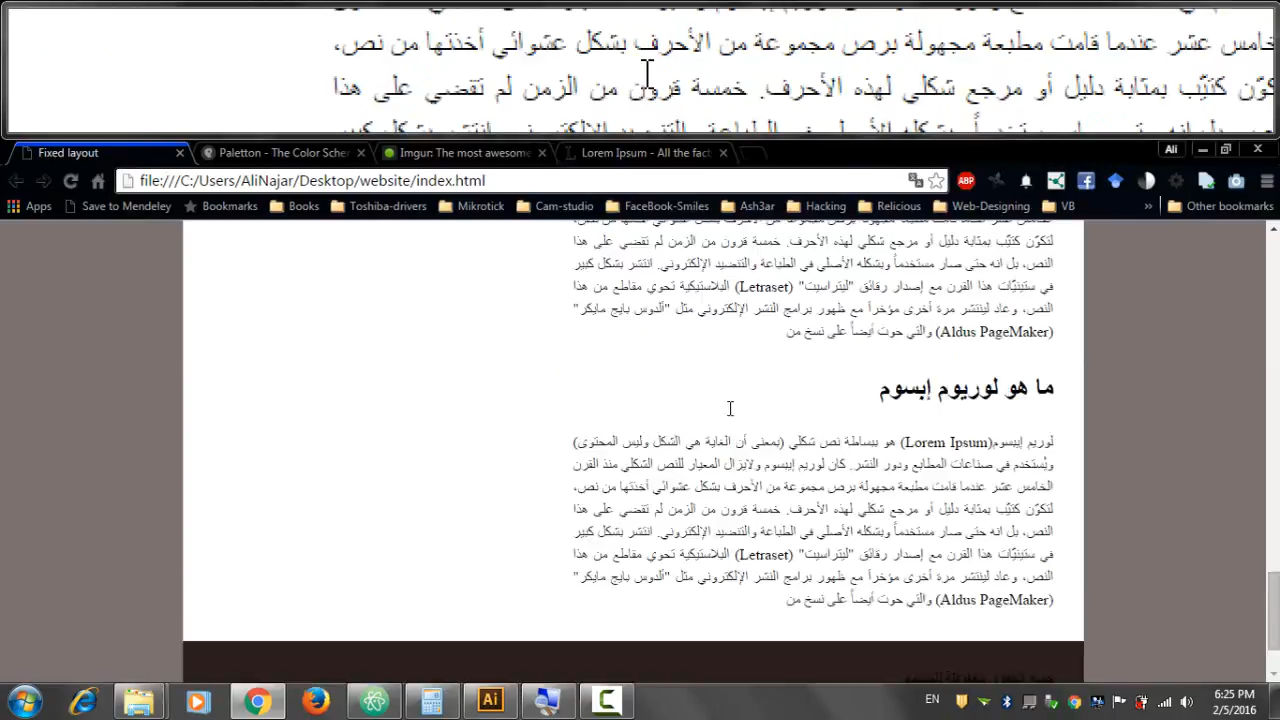 خامس عشر عندما قامت مطبعة مجهولة برص مجموعة من الأحرف بشكل عشوائي أخذتها من نص،
كوّن كتيّب بمثابة دليل أو مرجع شكلي لهذه الأحرف. خمسة قرون من الزمن لم تقضي على هذا
Fixed layout
Paletton - The Color Scher
Imgur: The most awesome
Lorem Ipsum - All the fact
Ali
file:///C:/Users/AliNajar/Desktop/website/index.html
ABP
Apps
Save to Mendeley
Bookmarks
Books
Toshiba-drivers
Mikrotick
Cam-studio
FaceBook-Smiles
Ash3ar
Hacking
Relicious
Web-Designing
VB
»
Other bookmarks
لتكوّن كتيّب بمثابة دليل أو مرجع شكلي لهذه الأحرف. خمسة قرون من الزمن لم تقضي على هذا
النص، بل انه حتى صار مستخدماً وبشكله الأصلي في الطباعة والتنضيد الإلكتروني. انتشر بشكل كبير
في ستينيّات هذا القرن مع إصدار رقائق "ليتراسيت" (Letraset) البلاستيكية تحوي مقاطع من هذا
النص، وعاد لينتشر مرة أخرى مؤخراَ مع ظهور برامج النشر الإلكتروني مثل "ألدوس بايج مايكر"
(Aldus PageMaker) والتي حوت أيضاً على نسخ من
ما هو لوريوم إبسوم
لوريم إيبسوم(Lorem Ipsum) هو ببساطة نص شكلي (بمعنى أن الغاية هي الشكل وليس المحتوى)
ويُستخدم في صناعات المطابع ودور النشر. كان لوريم إيبسوم ولايزال المعيار للنص الشكلي منذ القرن
الخامس عشر عندما قامت مطبعة مجهولة برص مجموعة من الأحرف بشكل عشوائي أخذتها من نص،
لتكوّن كتيّب بمثابة دليل أو مرجع شكلي لهذه الأحرف. خمسة قرون من الزمن لم تقضي على هذا
النص، بل انه حتى صار مستخدماً وبشكله الأصلي في الطباعة والتنضيد الإلكتروني. انتشر بشكل كبير
في ستينيّات هذا القرن مع إصدار رقائق "ليتراسيت" (Letraset) البلاستيكية تحوي مقاطع من هذا
النص، وعاد لينتشر مرة أخرى مؤخراَ مع ظهور برامج النشر الإلكتروني مثل "ألدوس بايج مايكر"
(Aldus PageMaker) والتي حوت أيضاً على نسخ من
Ai
EN
6:25 PM
2/5/2016